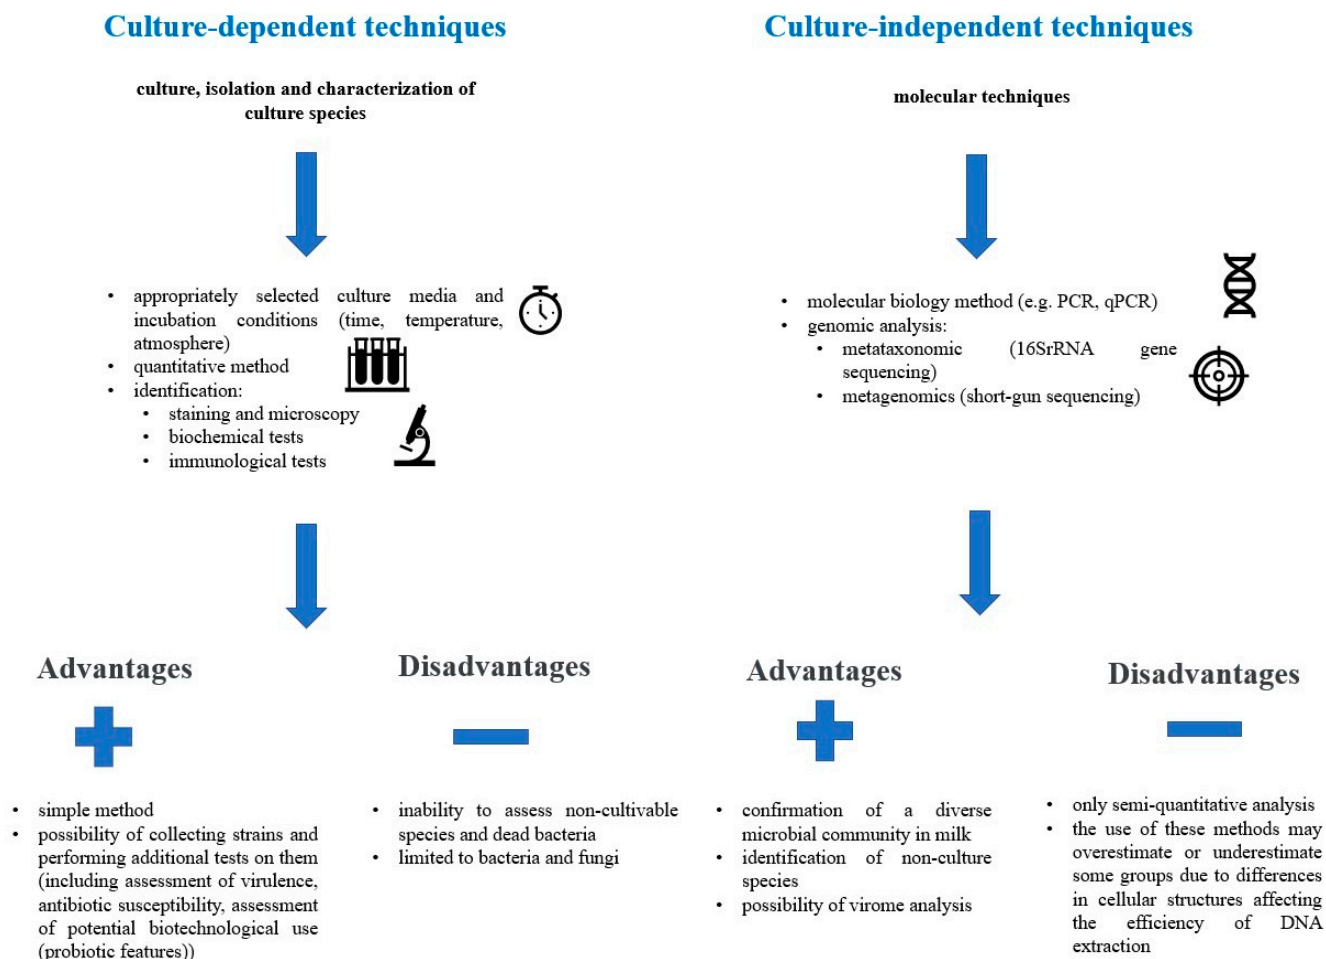 Culture-dependent techniques
culture, isolation and characterization of
culture species
• appropriately selected culture media and
incubation conditions (time, temperature,
atmosphere)
• quantitative method
• identification:
• staining and microscopy
• biochemical tests
• immunological tests
Advantages
• simple method
• possibility of collecting strains and
performing additional tests on them
(including assessment of virulence,
antibiotic susceptibility, assessment
of potential biotechnological use
(probiotic features))
Disadvantages
• inability to assess non-cultivable
species and dead bacteria
• limited to bacteria and fungi
Culture-independent techniques
molecular techniques
• molecular biology method (e.g. PCR, qPCR)
• genomic analysis:
• metataxonomic (16SrRNA gene
sequencing)
• metagenomics (short-gun sequencing)
Advantages
• confirmation of a diverse
microbial community in milk
• identification of non-culture
species
• possibility of virome analysis
Disadvantages
• only semi-quantitative analysis
• the use of these methods may
overestimate or underestimate
some groups due to differences
in cellular structures affecting
the efficiency of DNA
extraction